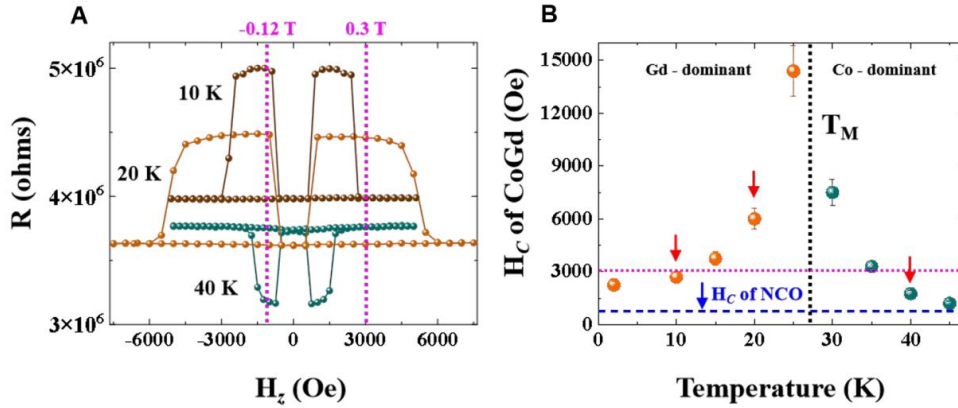 A
-0.12 T
0.3 T
5×10⁶
4×10⁶
3×10⁶
R (ohms)
10 K
20 K
40 K
-6000
-3000
0
3000
6000
H_z (Oe)
B
Gd - dominant
Co - dominant
T_M
H_C of NCO
15000
12000
9000
6000
3000
0
H_C of CoGd (Oe)
0
10
20
30
40
Temperature (K)